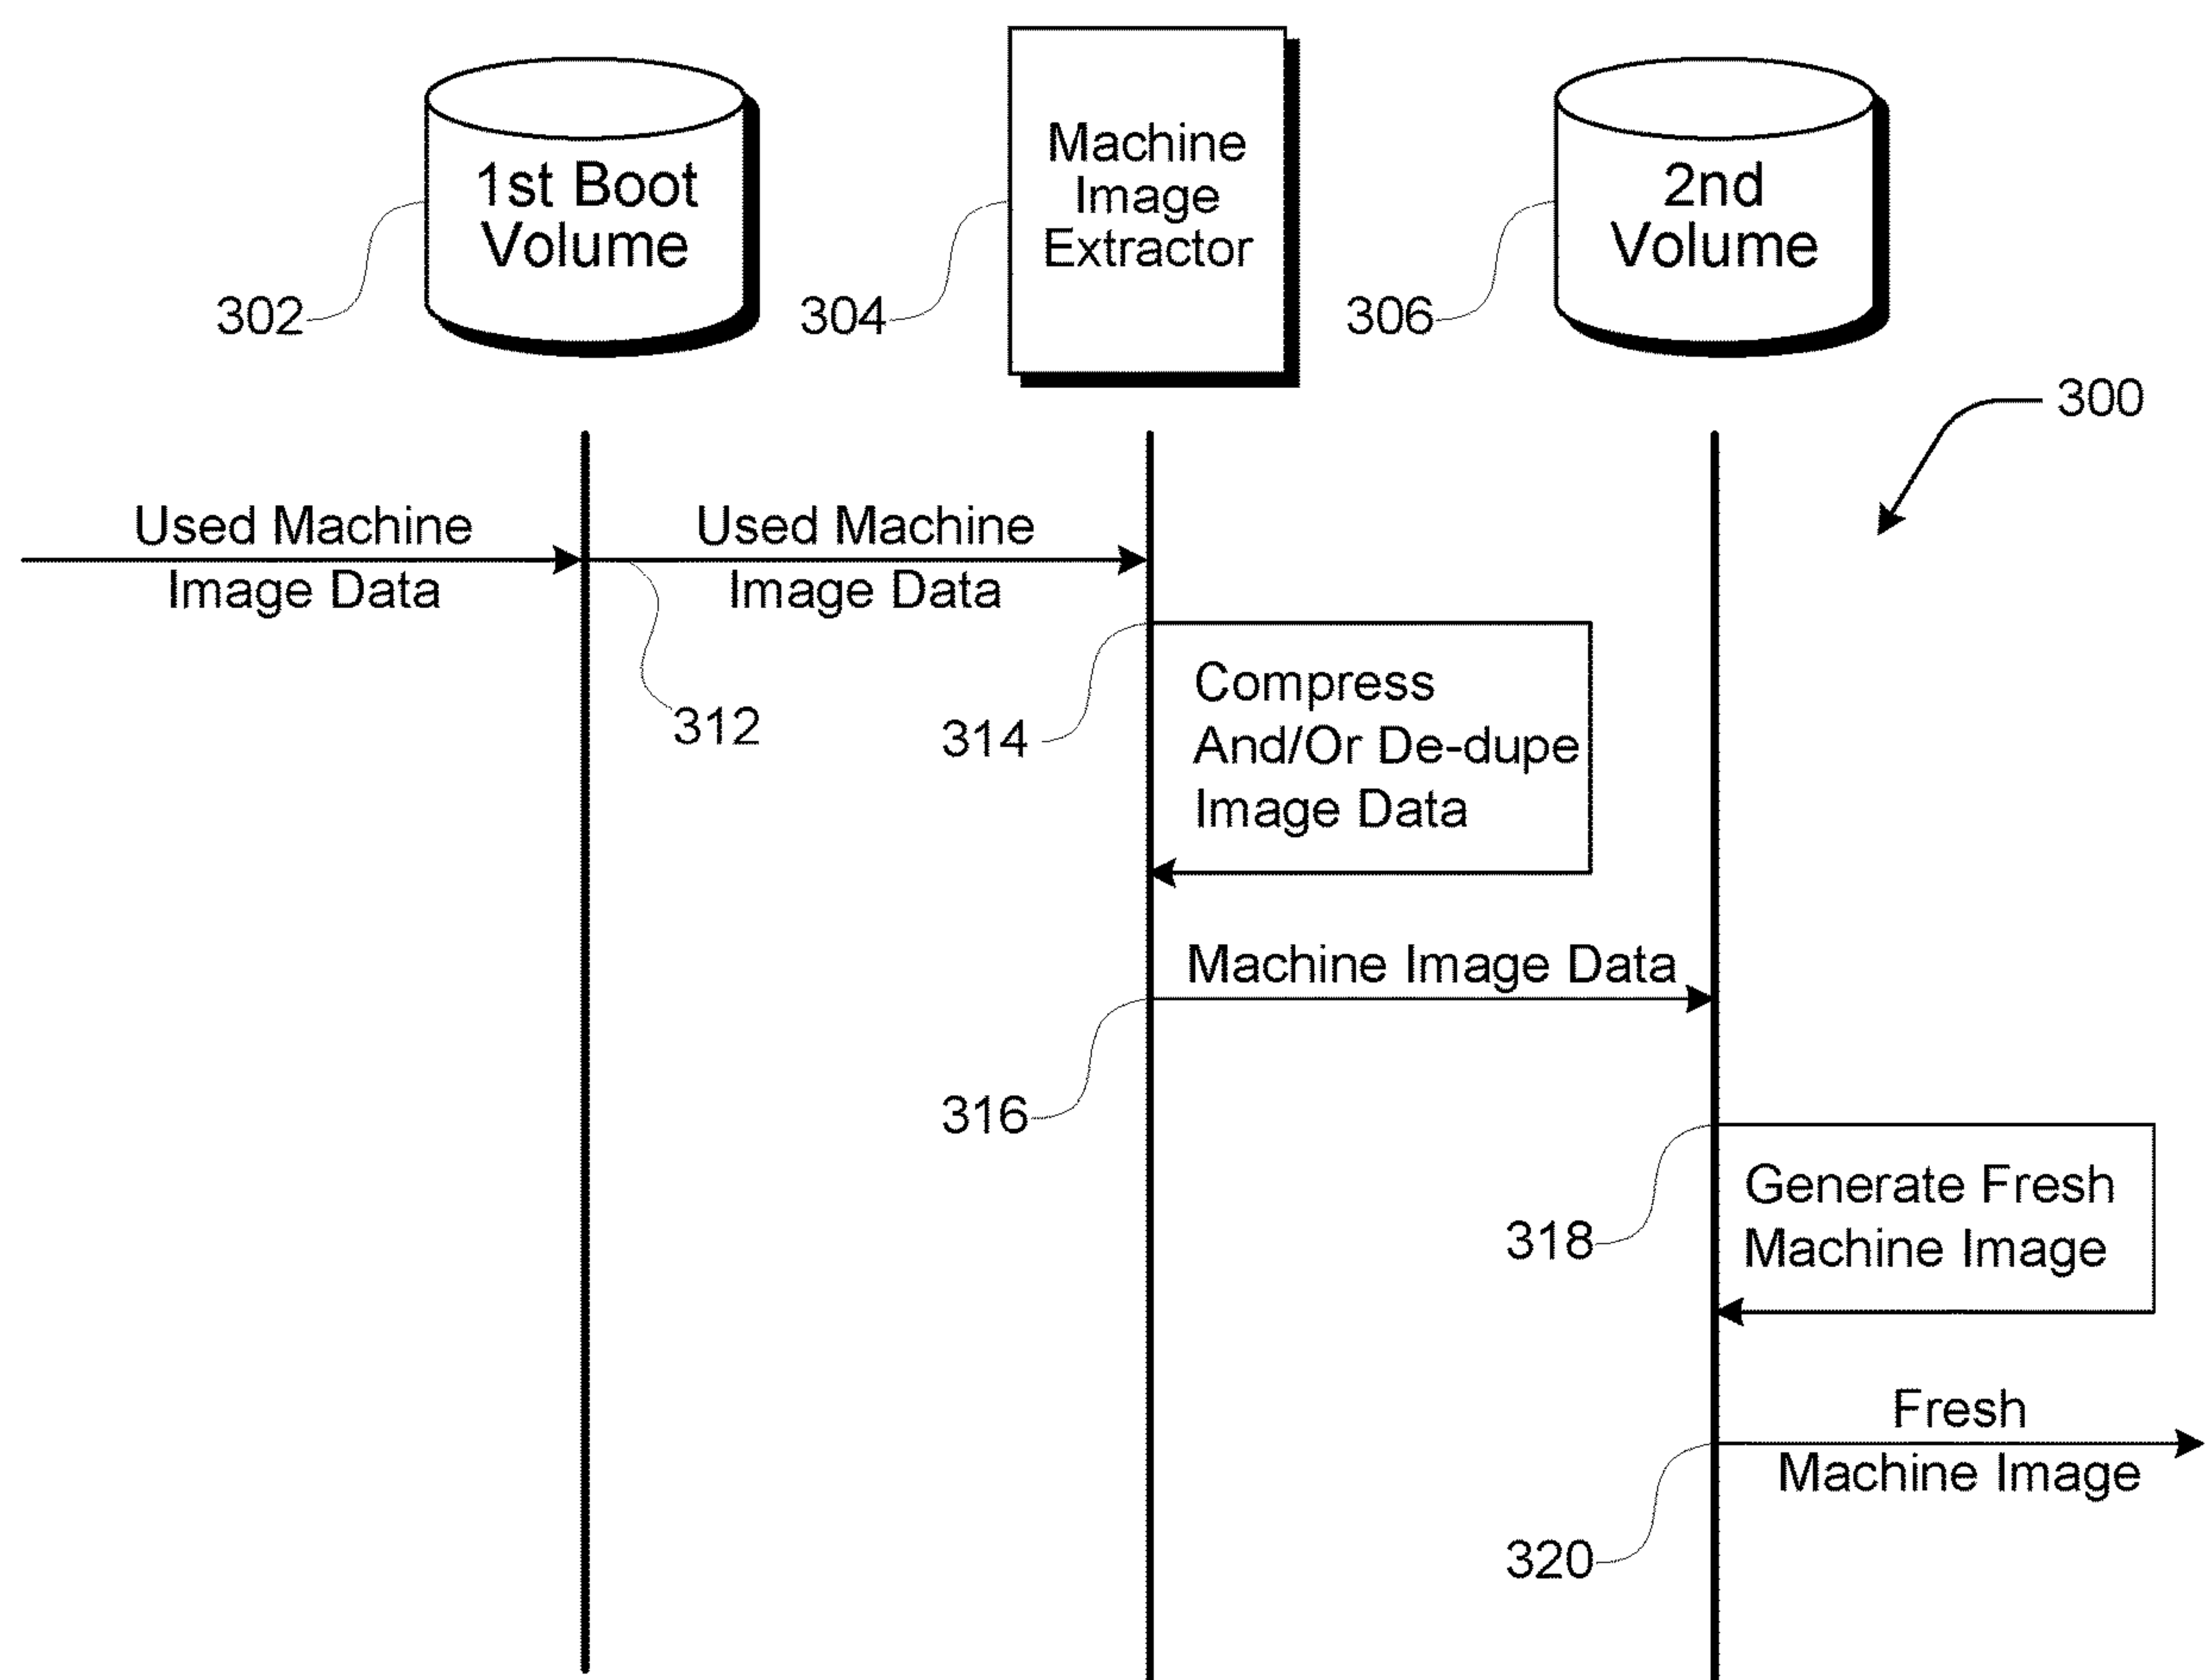 1st Boot
Volume
302
Machine
Image
Extractor
304
2nd
Volume
306
300
Used Machine
Image Data
Used Machine
Image Data
312
Compress
And/Or De-dupe
Image Data
314
Machine Image Data
316
Generate Fresh
Machine Image
318
Fresh
Machine Image
320